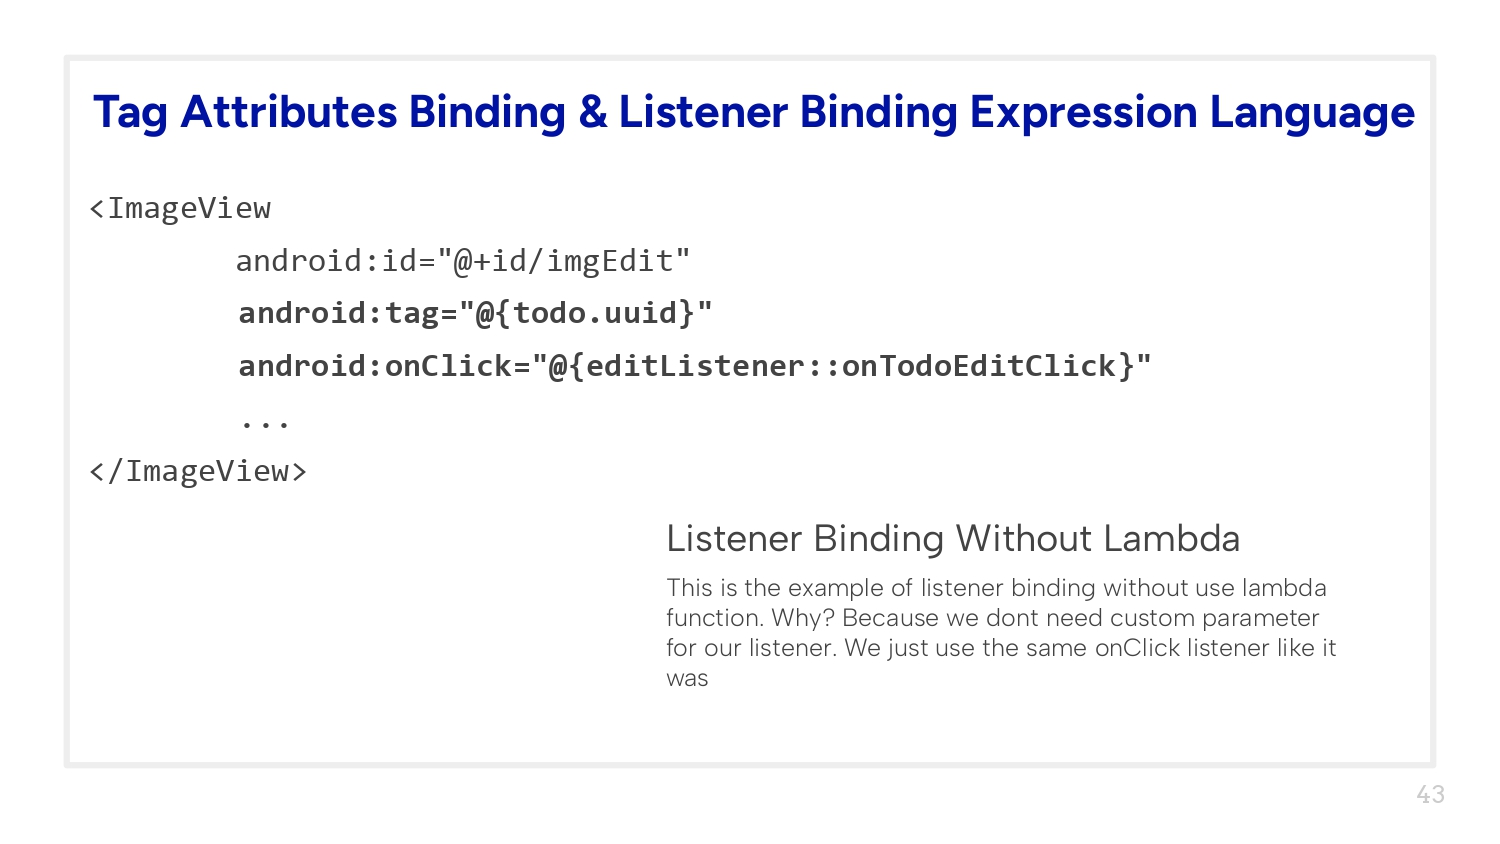 Tag Attributes Binding & Listener Binding Expression Language
<ImageView
android:id="@+id/imgEdit"
android:tag="@{todo.uuid}"
android:onClick="@{editListener::onTodoEditClick}"
...
</ImageView>
Listener Binding Without Lambda
This is the example of listener binding without use lambda
function. Why? Because we dont need custom parameter
for our listener. We just use the same onClick listener like it
was
43